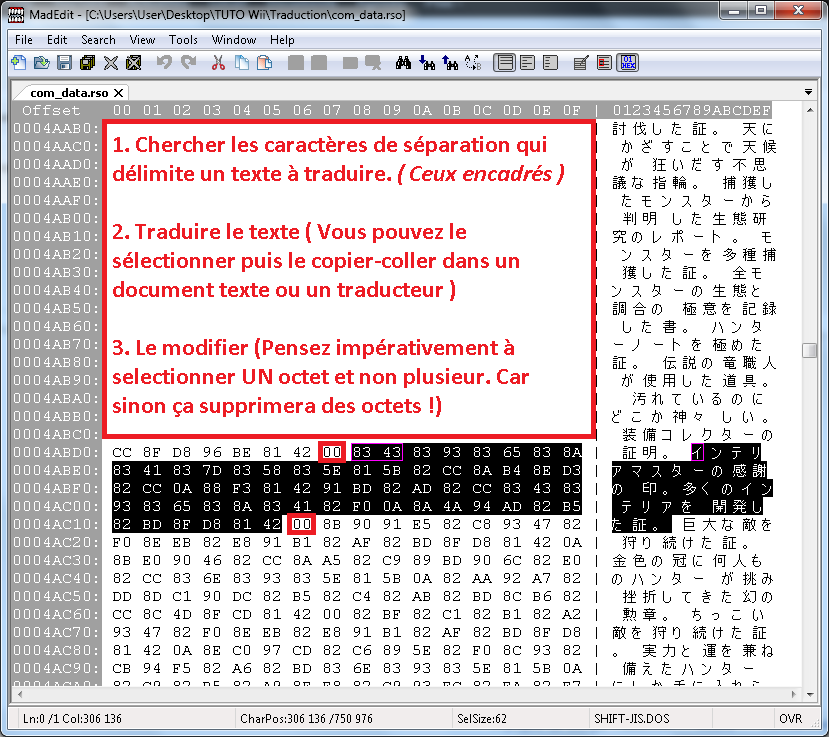 MadEdit - [C:\Users\User\Desktop\TUTO Wii\Traduction\com_data.rso]
File Edit Search View Tools Window Help
com_data.rso
Offset 00 01 02 03 04 05 06 07 08 09 0A 0B 0C 0D 0E 0F | 0123456789ABCDEF
0004AAB0: | 討伐した証。 天に
0004AAC0: | かざすことで天候
0004AAD0: | が 狂いだす不思
0004AAE0: | 議な指輪。 捕獲し
0004AAF0: | たモンスターから
0004AB00: | 判明 した生態研
0004AB10: | 究のレポート。 モ
0004AB20: | ンスターを多種捕
0004AB30: | 獲した証。 全モ
0004AB40: | ンスターの生態と
0004AB50: | 調合の 極意を記録
0004AB60: | した書。 ハンタ
0004AB70: | ーノートを極めた
0004AB80: | 証。 伝説の竜職人
0004AB90: | が使用した道具。
0004ABA0: | 汚れているのに
0004ABB0: | どこか神々 しい。
0004ABC0: | 装備コレクターの
1. Chercher les caractères de séparation qui
délimite un texte à traduire. ( Ceux encadrés )
2. Traduire le texte ( Vous pouvez le
sélectionner puis le copier-coller dans un
document texte ou un traducteur )
3. Le modifier (Pensez impérativement à
selectionner UN octet et non plusieur. Car
sinon ça supprimera des octets !)
0004ABD0: CC 8F D8 96 BE 81 42 00 83 43 83 93 83 65 83 8A | 証明。 インテリ
0004ABE0: 83 41 83 7D 83 58 83 5E 81 5B 82 CC 8A B4 8E D3 | アマスターの感謝
0004ABF0: 82 CC 0A 88 F3 81 42 91 BD 82 AD 82 CC 83 43 83 | の 印。多くのイン
0004AC00: 93 83 65 83 8A 83 41 82 F0 0A 8A 4A 94 AD 82 B5 | テリアを 開発し
0004AC10: 82 BD 8F D8 81 42 00 8B 90 91 E5 82 C8 93 47 82 | た証。 巨大な敵を
0004AC20: F0 8E EB 82 E8 91 B1 82 AF 82 BD 8F D8 81 42 0A | 狩り続けた証。
0004AC30: 8B E0 90 46 82 CC 8A A5 82 C9 89 BD 90 6C 82 E0 | 金色の冠に何人も
0004AC40: 82 CC 83 6E 83 93 83 5E 81 5B 0A 82 AA 92 A7 82 | のハンター が挑み
0004AC50: DD 8D C1 90 DC 82 B5 82 C4 82 AB 82 BD 8C B6 82 | 挫折してきた幻の
0004AC60: CC 8C 4D 8F CD 81 42 00 82 BF 82 C1 82 B1 82 A2 | 勲章。 ちっこい
0004AC70: 93 47 82 F0 8E EB 82 E8 91 B1 82 AF 82 BD 8F D8 | 敵を狩り続けた証
0004AC80: 81 42 0A 8E C0 97 CD 82 C6 89 5E 82 F0 8C 93 82 | 。 実力と運を兼ね
0004AC90: CB 94 F5 82 A6 82 BD 83 6E 83 93 83 5E 81 5B 0A | 備えたハンター
Ln:0 /1 Col:306 136 CharPos:306 136 /750 976 SelSize:62 SHIFT-JIS.DOS OVR